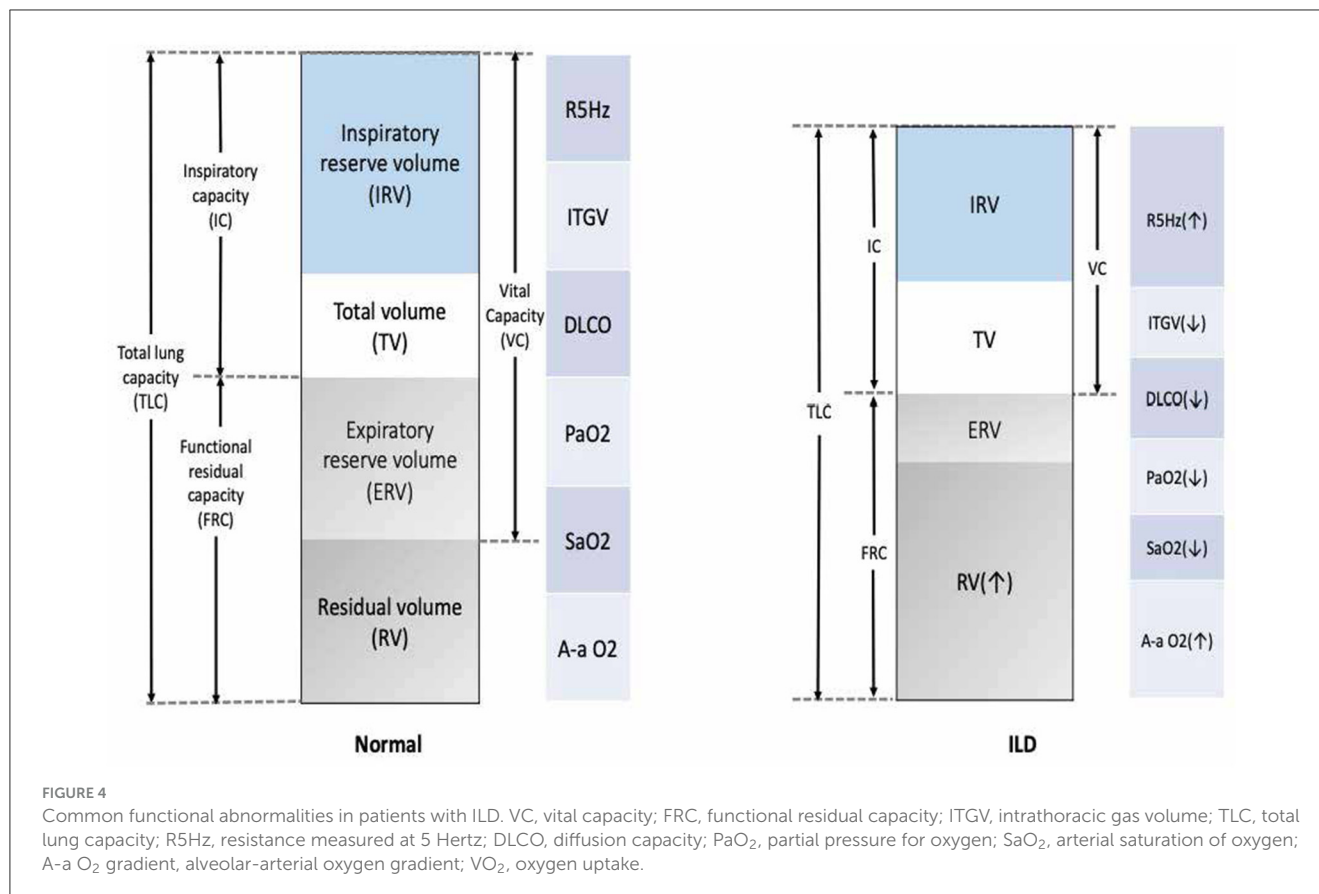 Total lung
capacity
(TLC)
Inspiratory
capacity
(IC)
Functional
residual
capacity
(FRC)
Inspiratory
reserve volume
(IRV)
Total volume
(TV)
Expiratory
reserve volume
(ERV)
Residual volume
(RV)
Vital
Capacity
(VC)
R5Hz
ITGV
DLCO
PaO2
SaO2
A-a O2
Normal
TLC
IC
FRC
IRV
TV
ERV
RV(↑)
VC
R5Hz(↑)
ITGV(↓)
DLCO(↓)
PaO2(↓)
SaO2(↓)
A-a O2(↑)
ILD
FIGURE 4
Common functional abnormalities in patients with ILD. VC, vital capacity; FRC, functional residual capacity; ITGV, intrathoracic gas volume; TLC, total
lung capacity; R5Hz, resistance measured at 5 Hertz; DLCO, diffusion capacity; PaO₂, partial pressure for oxygen; SaO₂, arterial saturation of oxygen;
A-a O₂ gradient, alveolar-arterial oxygen gradient; VO₂, oxygen uptake.